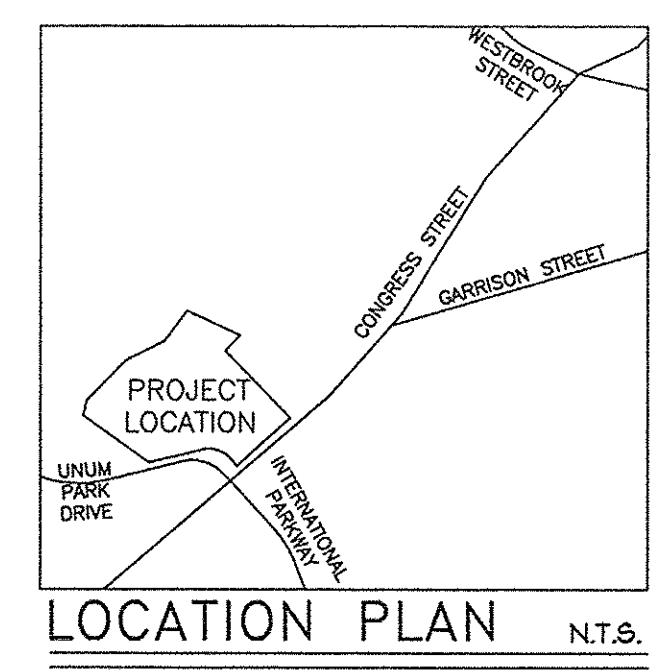 WESTBROOK
STREET
CONGRESS STREET
GARRISON STREET
PROJECT
LOCATION
UNUM
PARK
DRIVE
INTERNATIONAL
PARKWAY
LOCATION PLAN N.T.S.